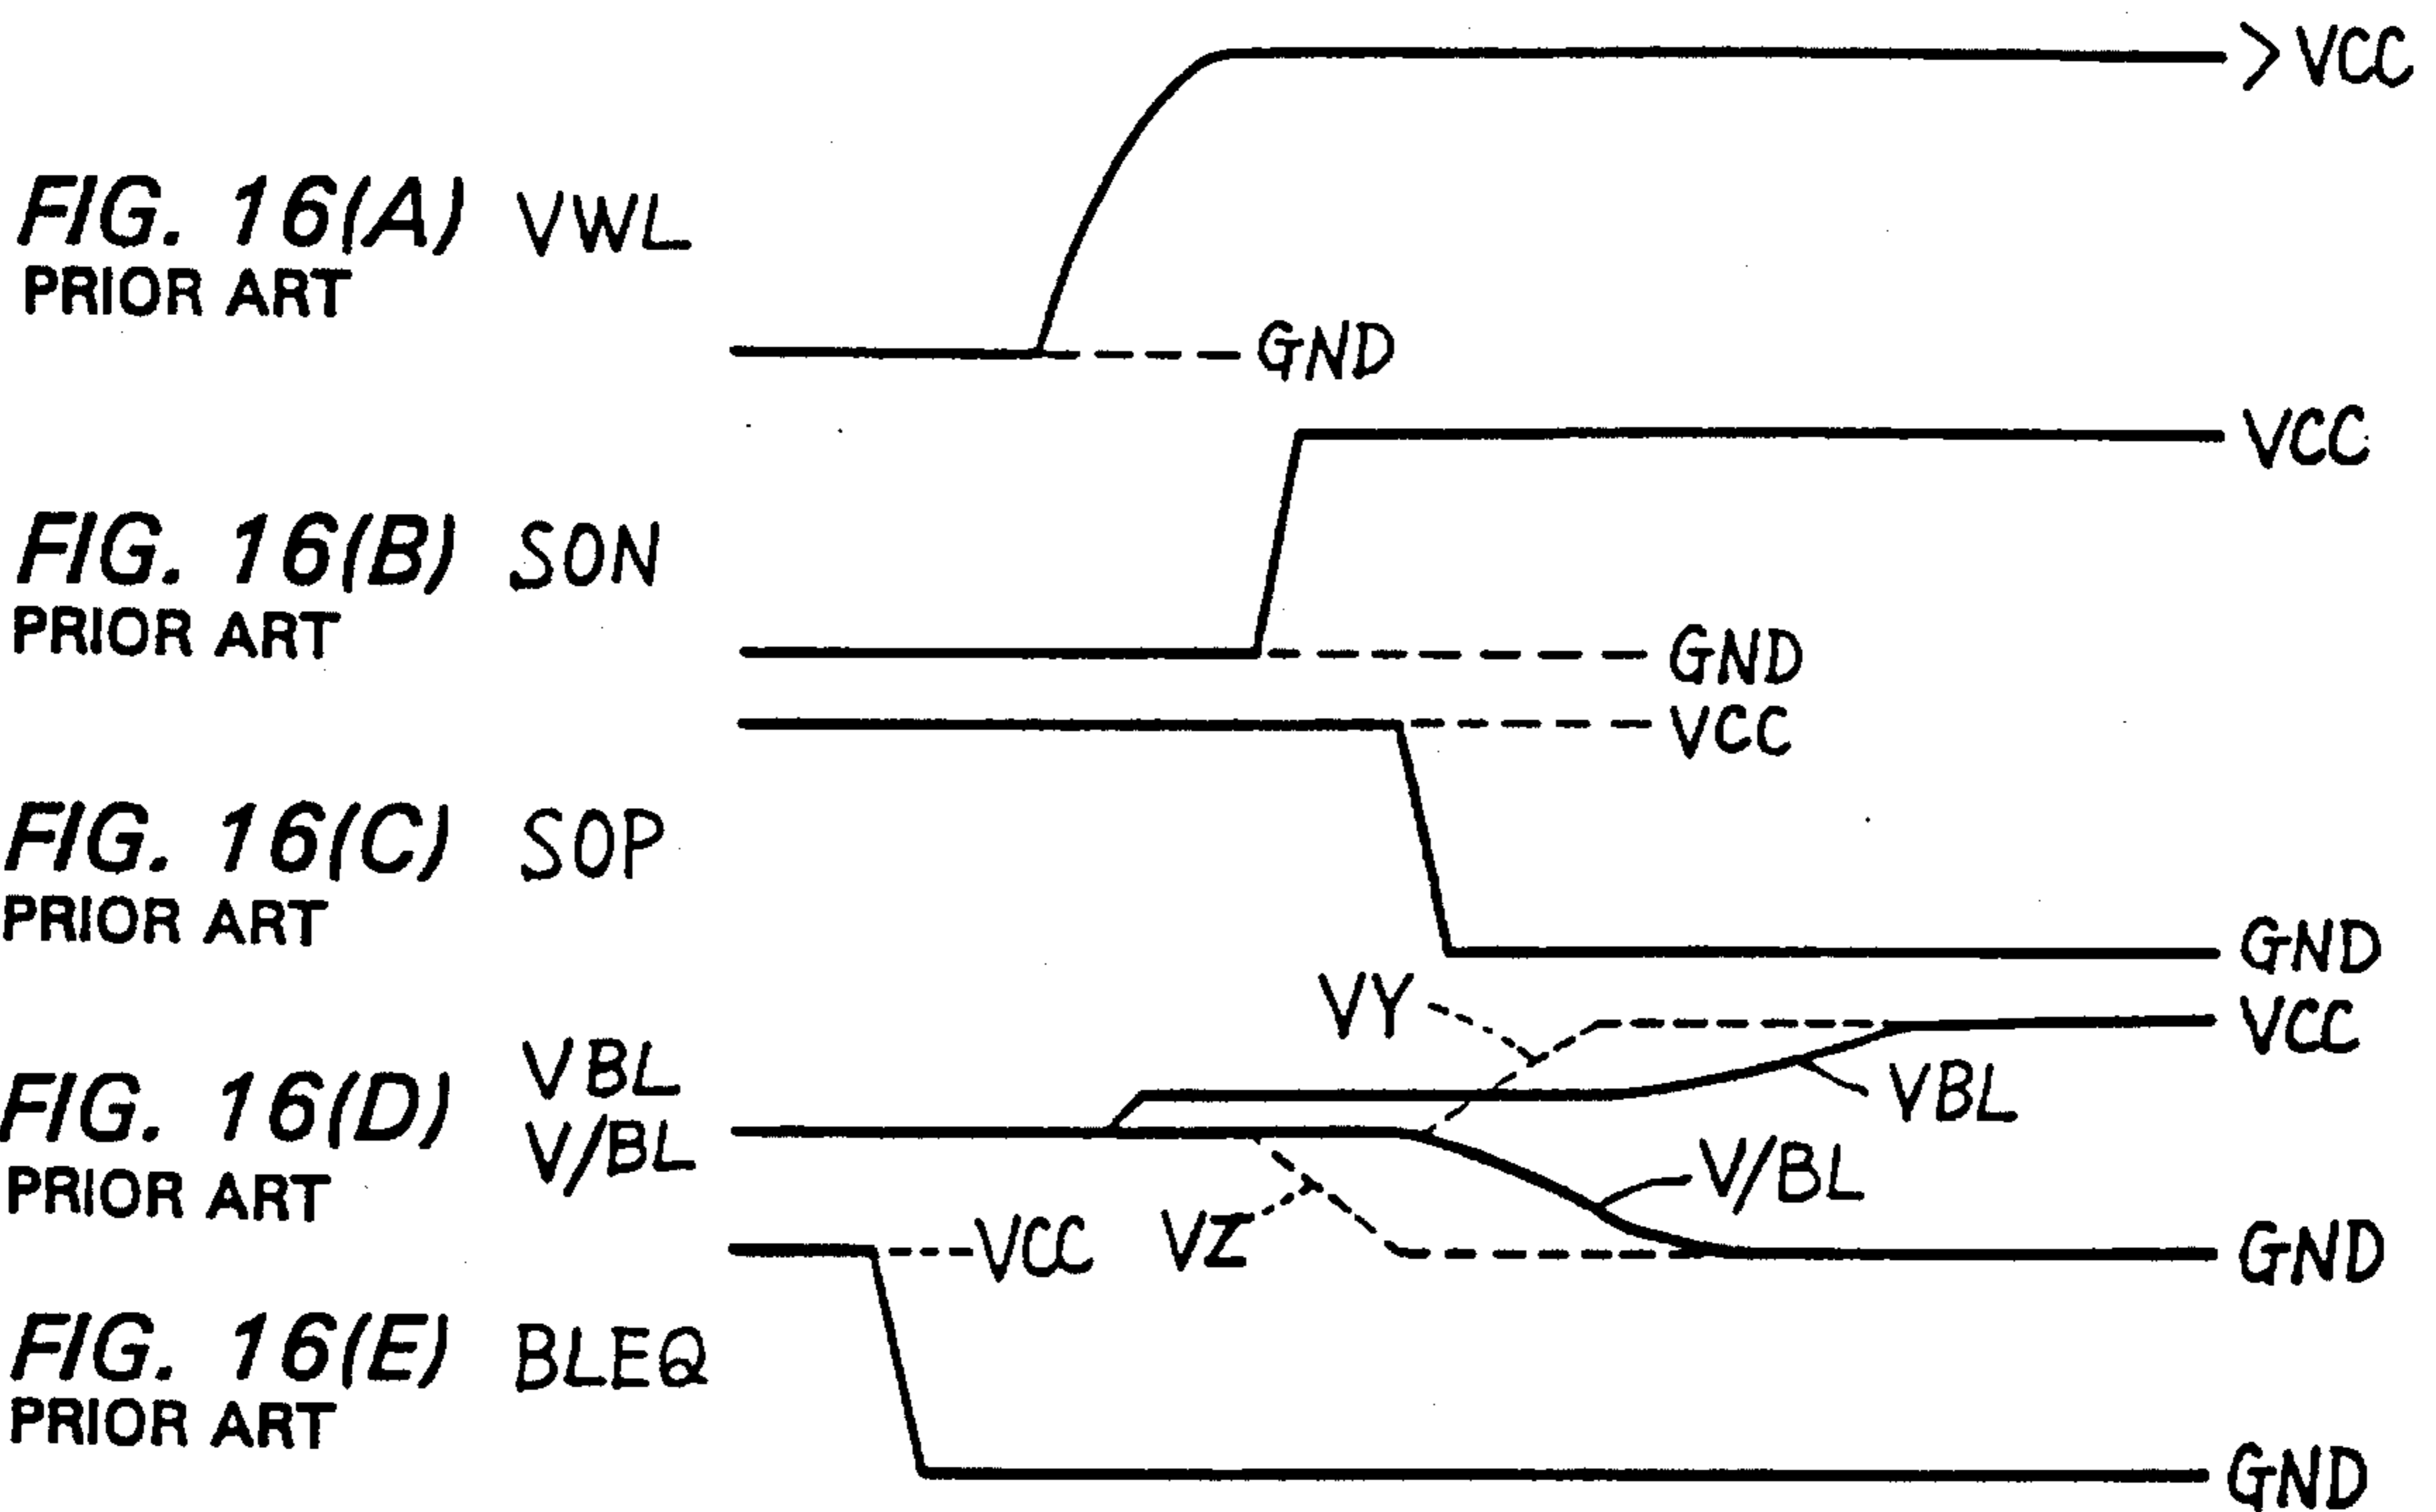 > VCC
FIG. 16(A) VWL
PRIOR ART
GND
VCC
FIG. 16(B) SON
PRIOR ART
GND
VCC
FIG. 16(C) SOP
PRIOR ART
GND
VY
VCC
VBL
FIG. 16(D)
V/BL
PRIOR ART
VBL
V/BL
VCC
VZ
GND
FIG. 16(E) BLEQ
PRIOR ART
GND